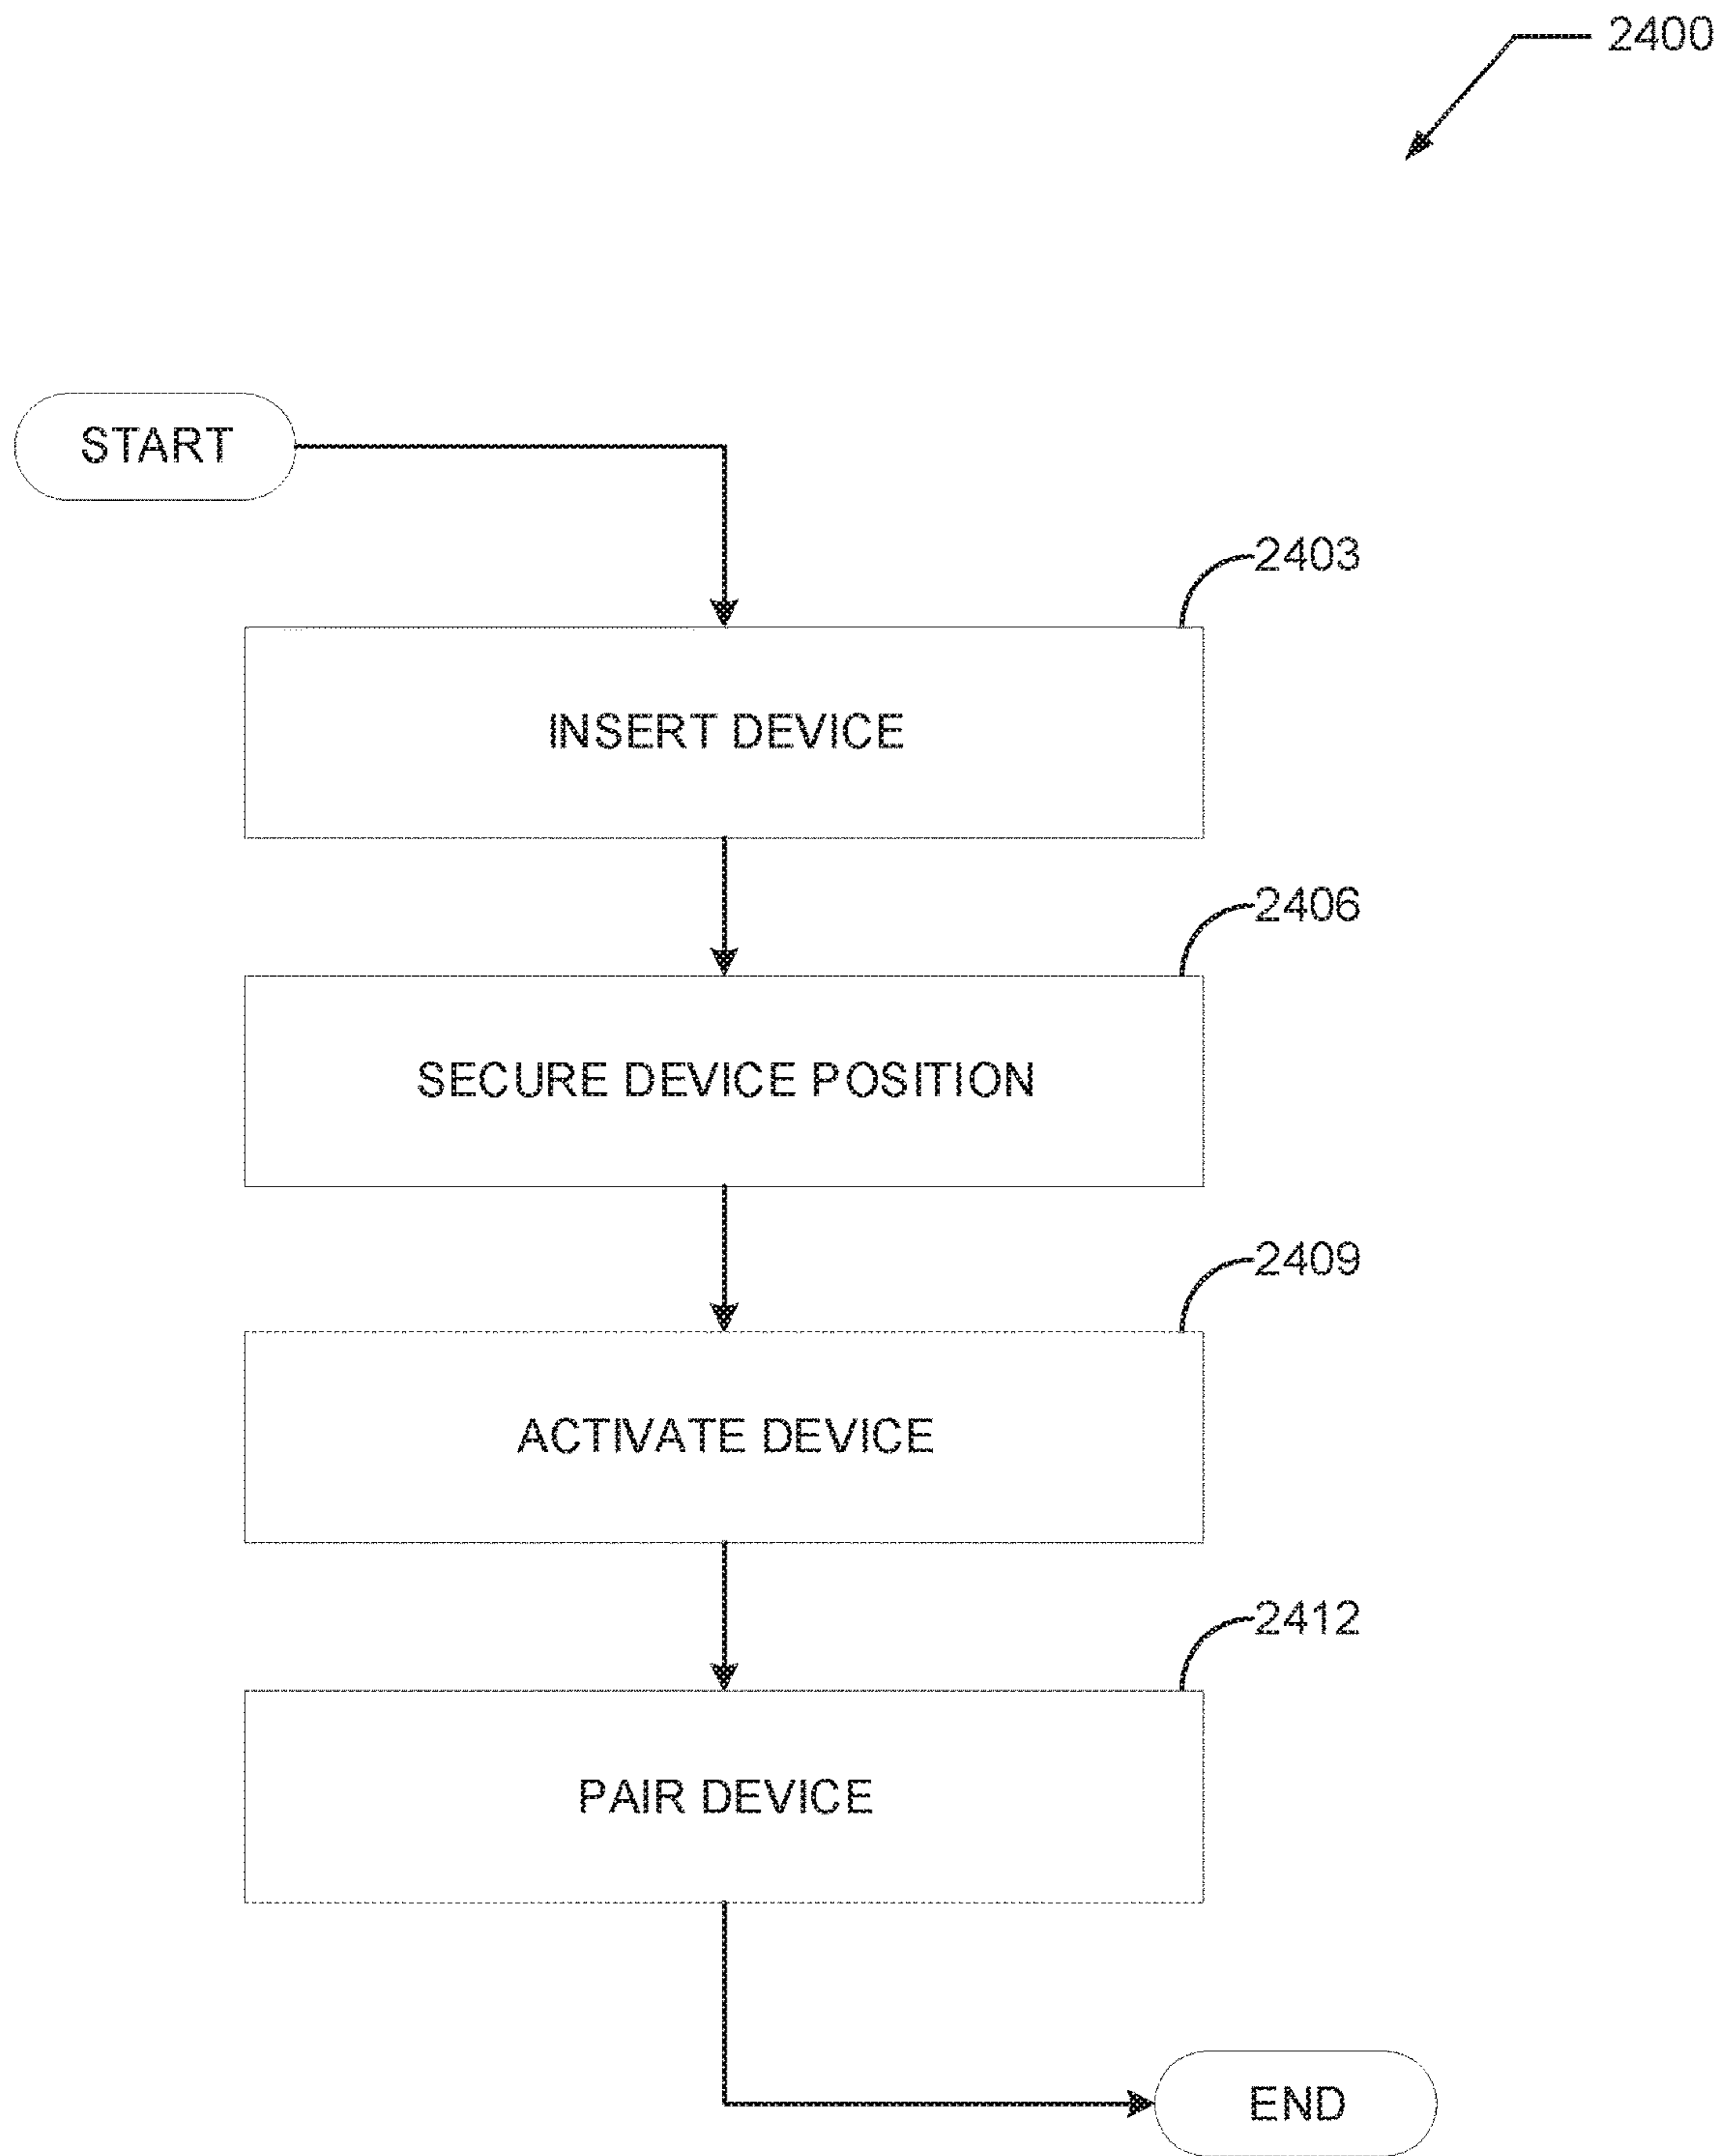 2400
START
2403
INSERT DEVICE
2406
SECURE DEVICE POSITION
2409
ACTIVATE DEVICE
2412
PAIR DEVICE
END